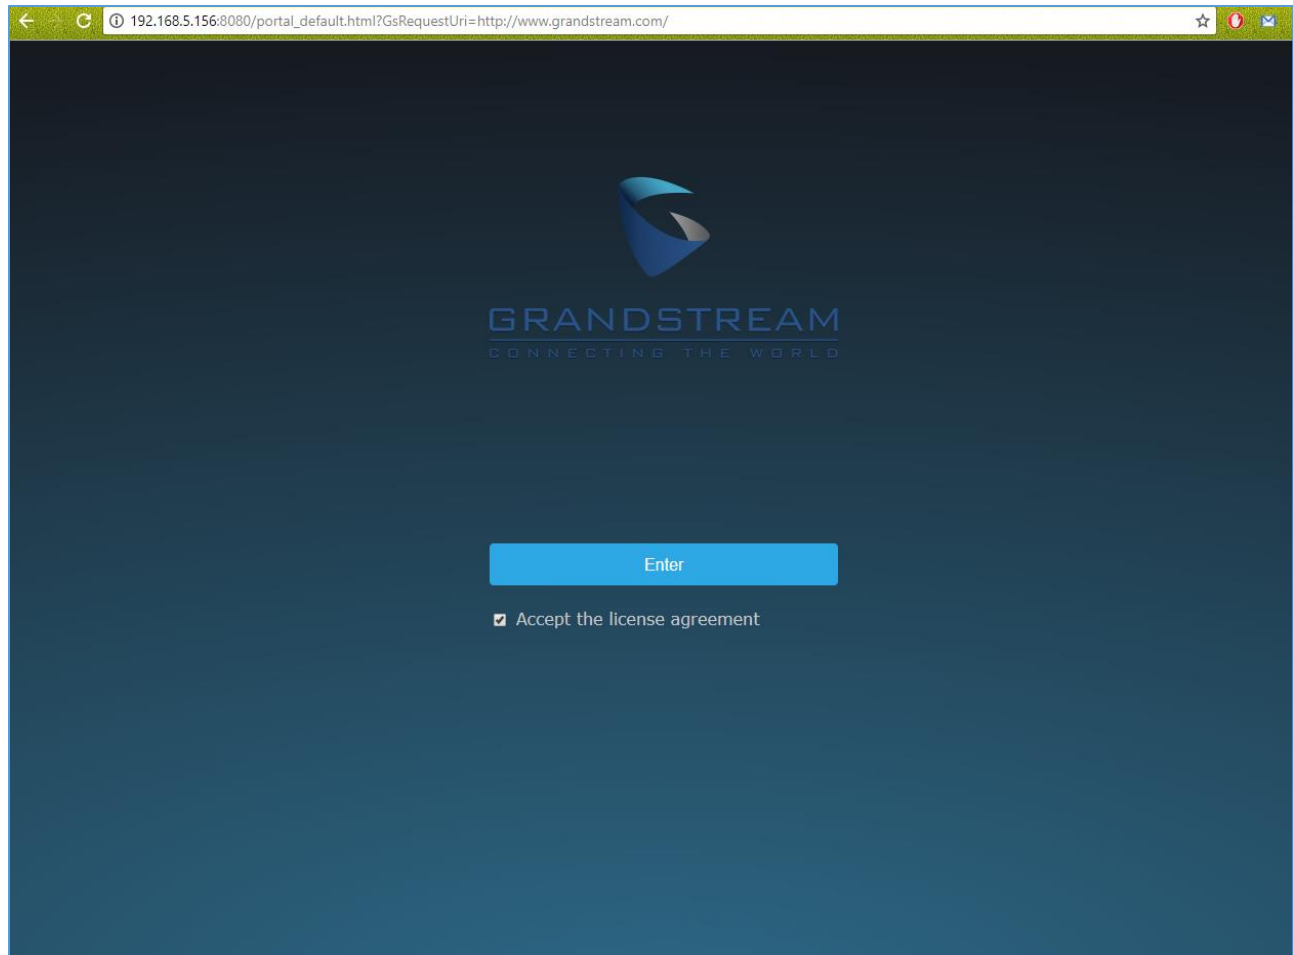 192.168.5.156:8080/portal_default.html?GsRequestUri=http://www.grandstream.com/
GRANDSTREAM
CONNECTING THE WORLD
Enter
Accept the license agreement